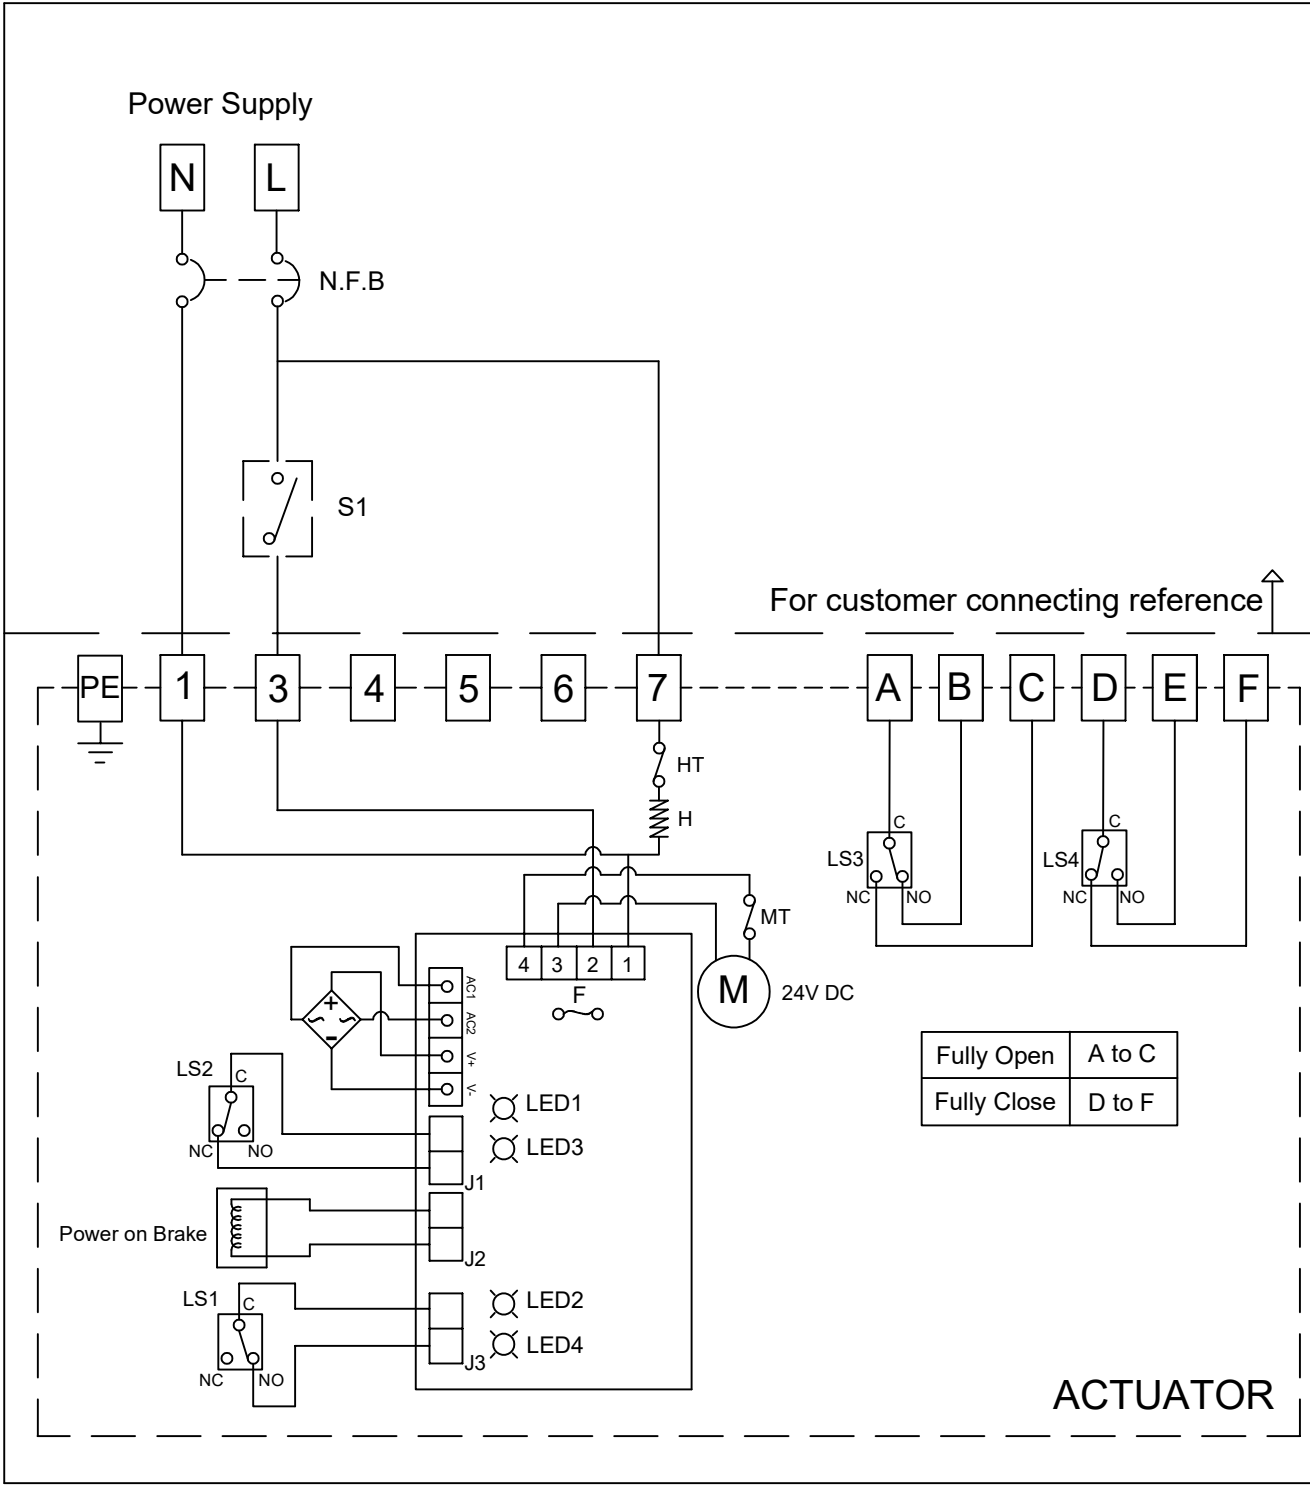 Power Supply
N L
N.F.B
S1
For customer connecting reference
PE 1 3 4 5 6 7 A B C D E F
HT
H
C
LS3
NC NO
C
LS4
NC NO
MT
4 3 2 1
F
M 24V DC
AC1
AC2
V+
V-
+
-
Fully Open A to C
Fully Close D to F
LS2
C
NC NO
LED1
LED3
J1
Power on Brake
J2
LS1
C
NC NO
LED2
LED4
J3
ACTUATOR